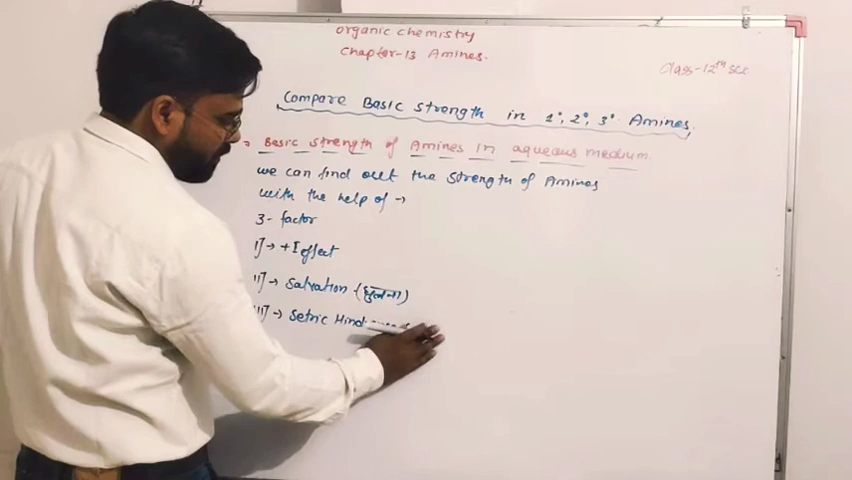 organic chemistry
Chapter-13 Amines.
Class-12th sci
Compare Basic strength in 1°, 2°, 3° Amines.
→ Basic strength of Amines in aqueous medium.
we can find out the strength of Amines
with the help of →
3- factor
I] → +I effect
II] → Salvation (घुलना)
III] → Setric Hind